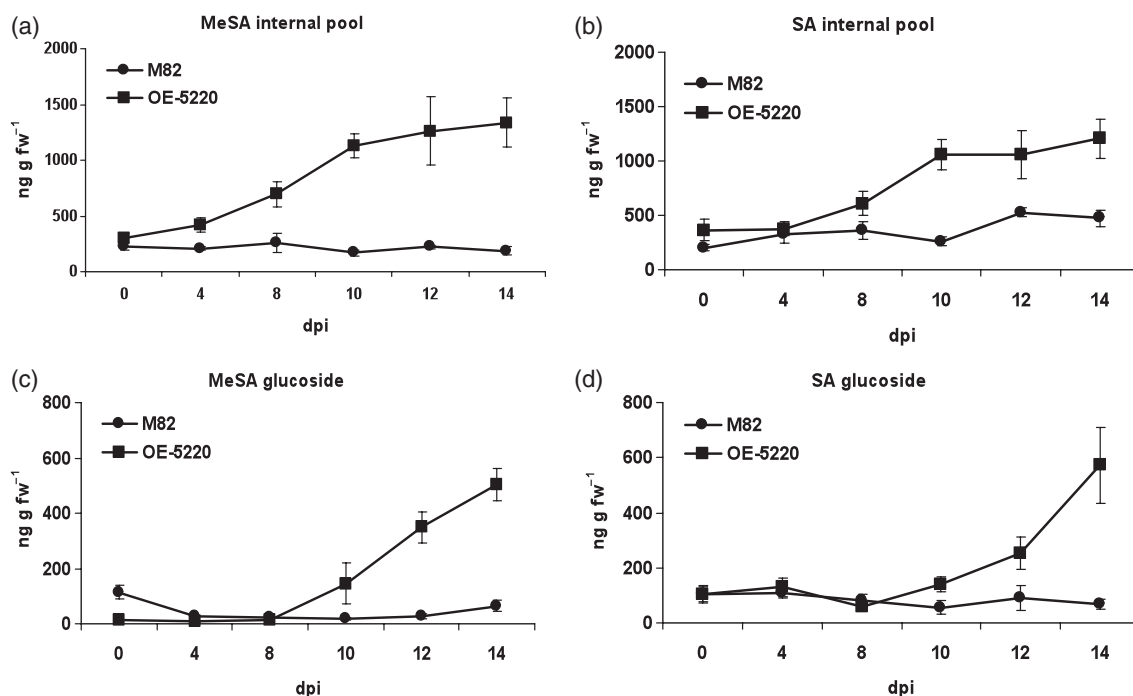 (a)
MeSA internal pool
2000
1500
1000
500
0
ng g fw⁻¹
M82
OE-5220
0 4 8 10 12 14
dpi
(b)
SA internal pool
2000
1500
1000
500
0
ng g fw⁻¹
M82
OE-5220
0 4 8 10 12 14
dpi
(c)
MeSA glucoside
800
600
400
200
0
ng g fw⁻¹
M82
OE-5220
0 4 8 10 12 14
dpi
(d)
SA glucoside
800
600
400
200
0
ng g fw⁻¹
M82
OE-5220
0 4 8 10 12 14
dpi